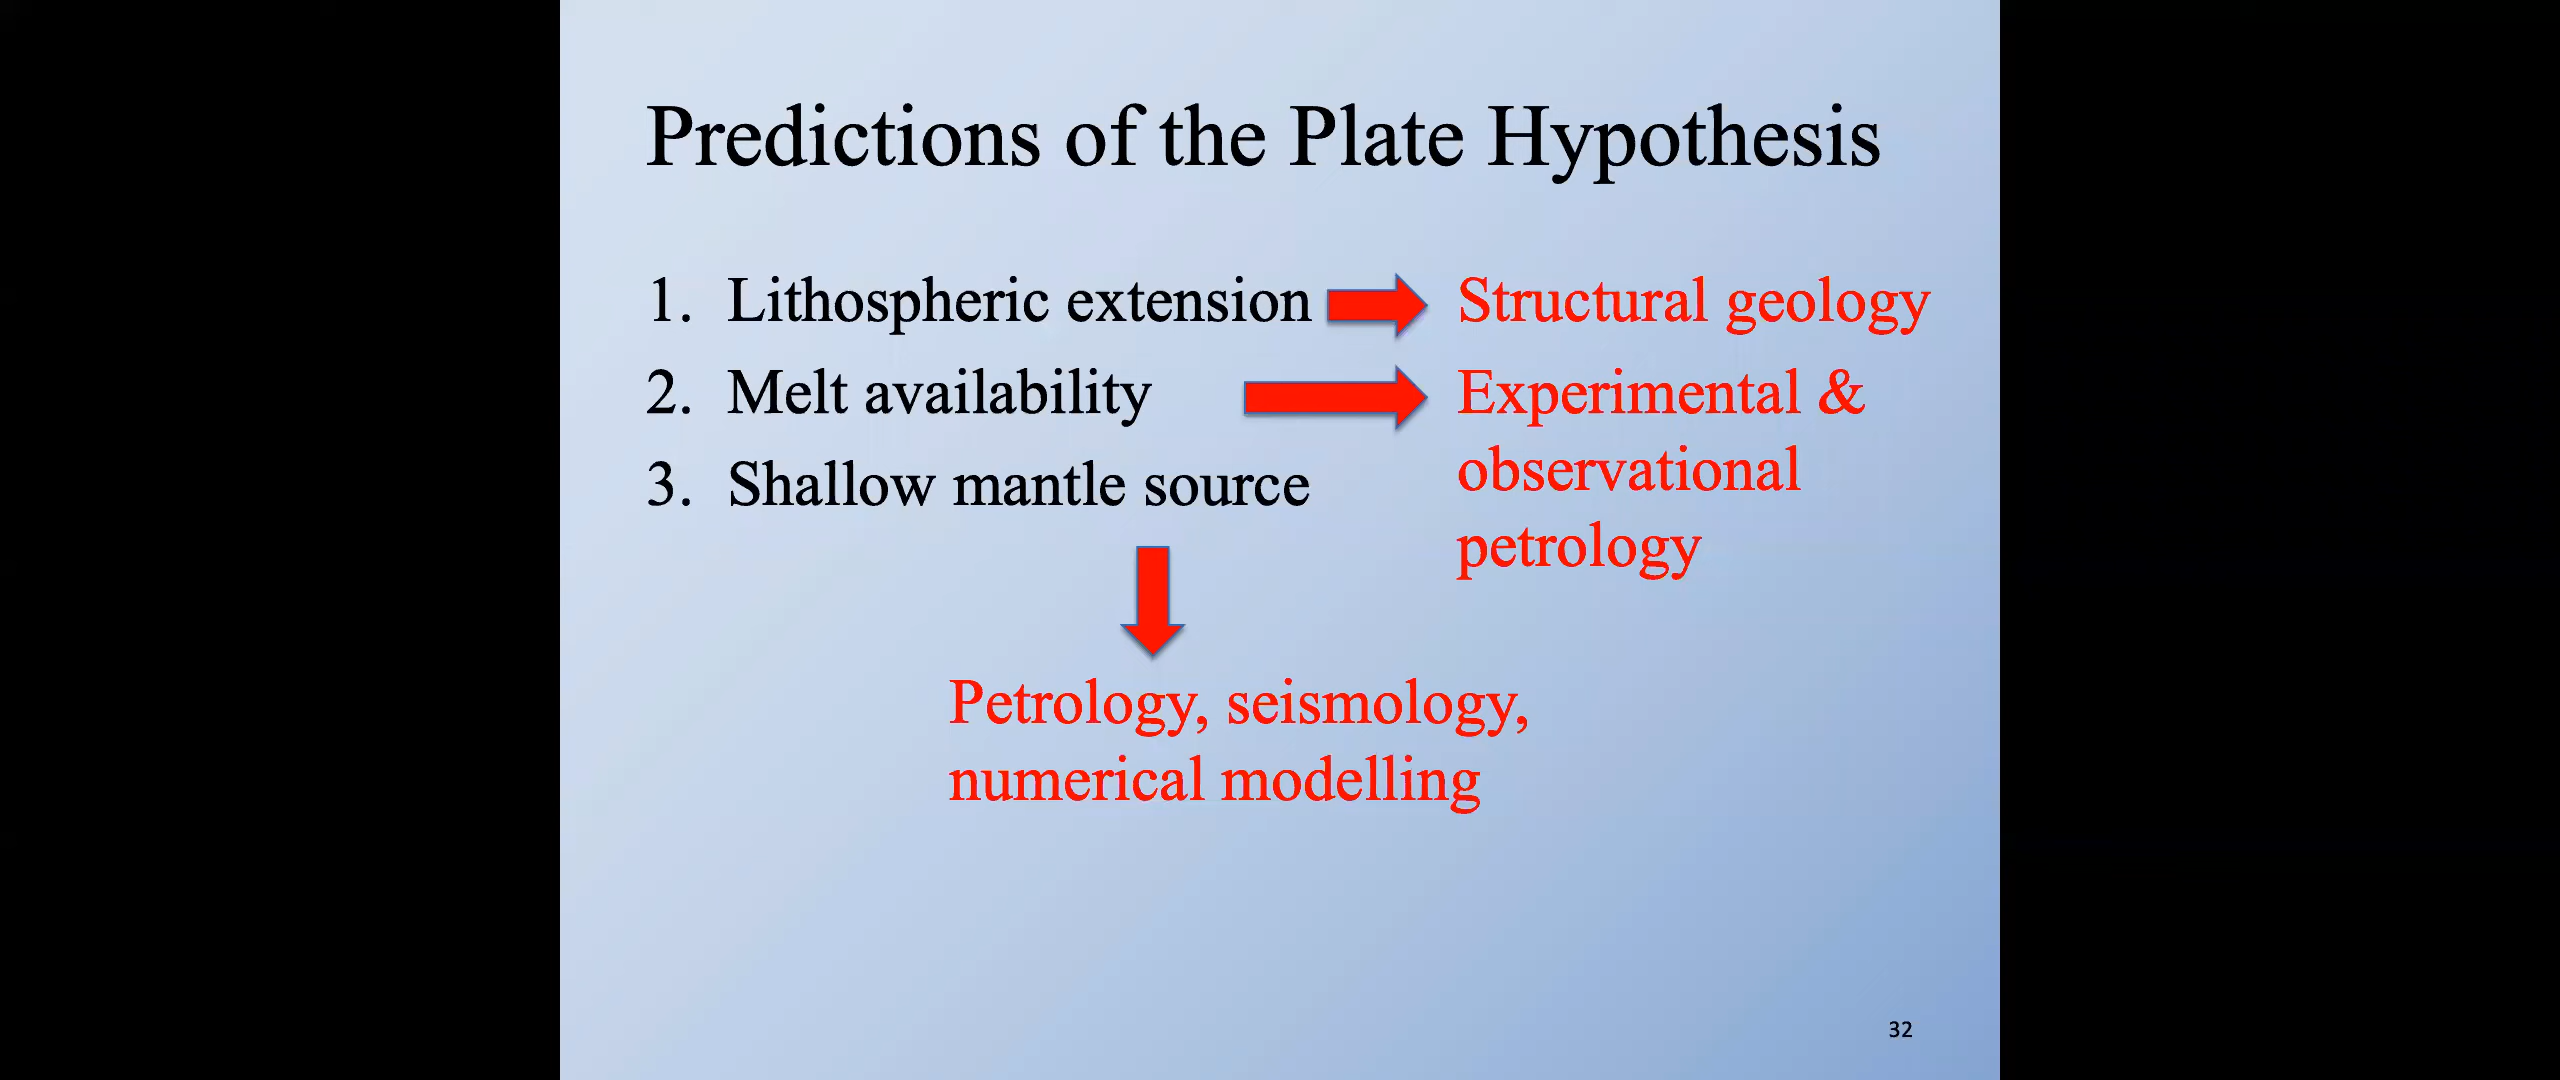 Predictions of the Plate Hypothesis
1. Lithospheric extension
Structural geology
2. Melt availability
Experimental &
observational
petrology
3. Shallow mantle source
Petrology, seismology,
numerical modelling
32